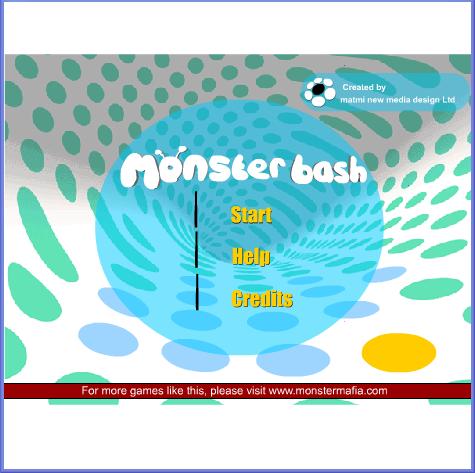 Created by
matmi new media design Ltd
Monster bash
Start
Help
Credits
For more games like this, please visit www.monstermafia.com